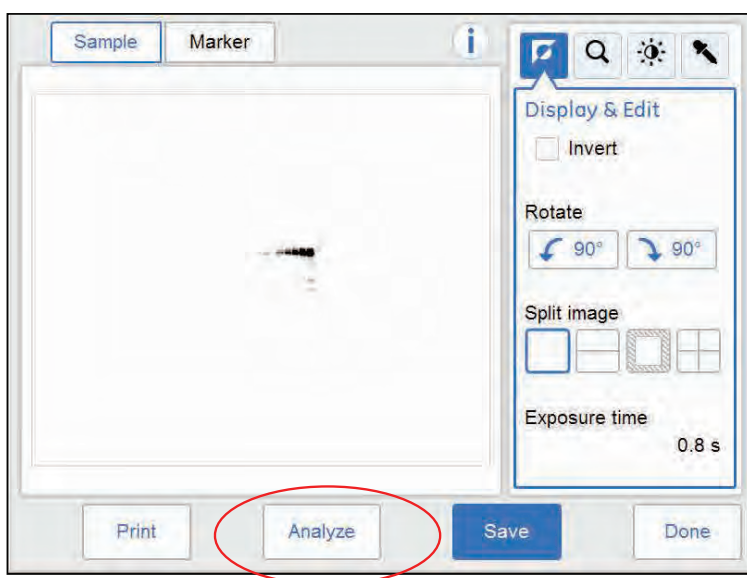 Sample Marker i
Display & Edit
Invert
Rotate
90° 90°
Split image
Exposure time
0.8 s
Print Analyze Save Done